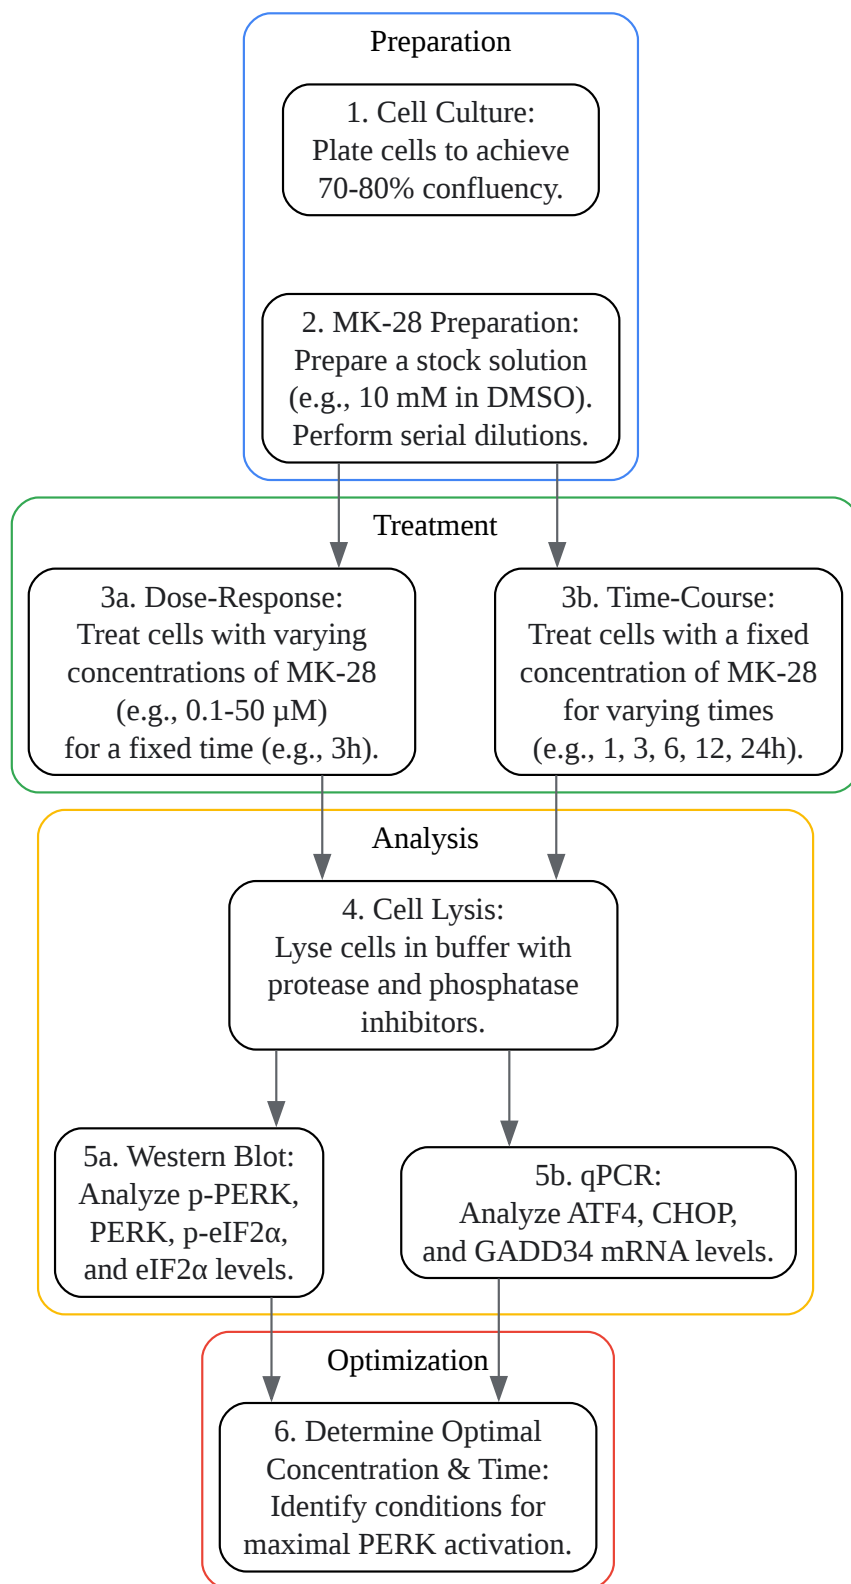 Preparation
1. Cell Culture:
Plate cells to achieve
70-80% confluency.
2. MK-28 Preparation:
Prepare a stock solution
(e.g., 10 mM in DMSO).
Perform serial dilutions.
Treatment
3a. Dose-Response:
Treat cells with varying
concentrations of MK-28
(e.g., 0.1-50 µM)
for a fixed time (e.g., 3h).
3b. Time-Course:
Treat cells with a fixed
concentration of MK-28
for varying times
(e.g., 1, 3, 6, 12, 24h).
Analysis
4. Cell Lysis:
Lyse cells in buffer with
protease and phosphatase
inhibitors.
5a. Western Blot:
Analyze p-PERK,
PERK, p-eIF2α,
and eIF2α levels.
5b. qPCR:
Analyze ATF4, CHOP,
and GADD34 mRNA levels.
Optimization
6. Determine Optimal
Concentration & Time:
Identify conditions for
maximal PERK activation.